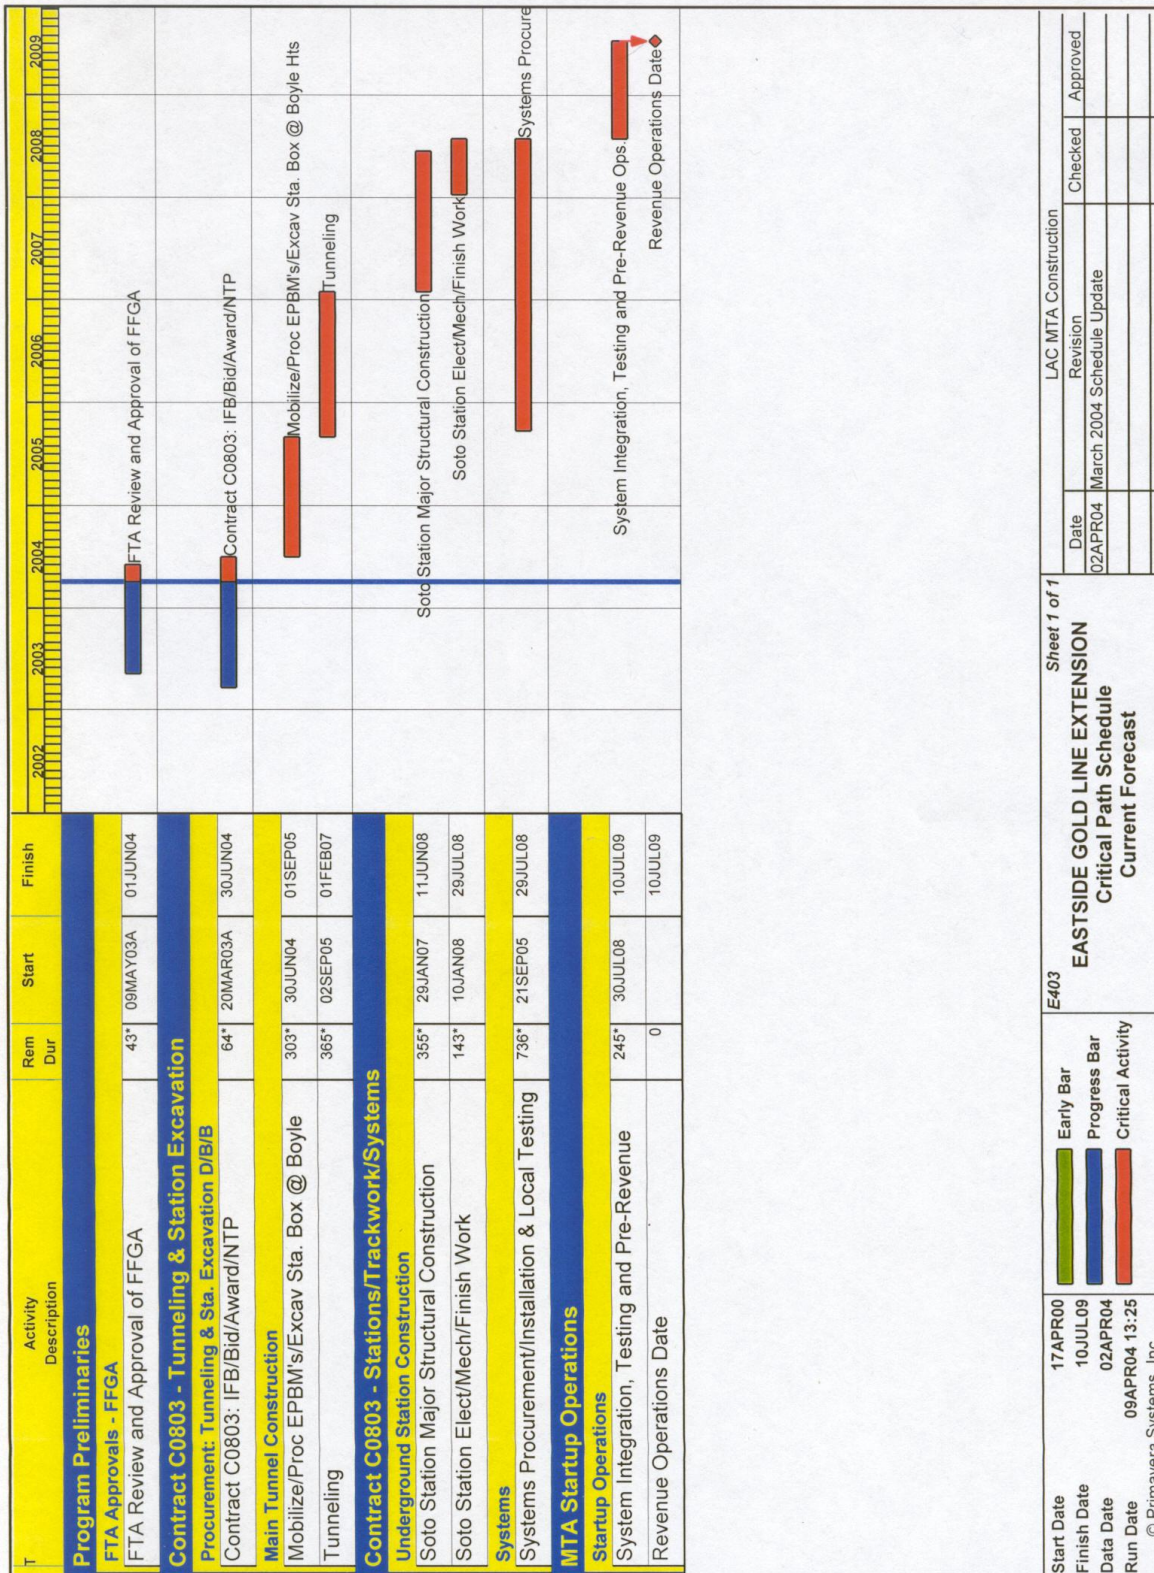 T Activity Description Rem Dur Start Finish 2002 2003 2004 2005 2006 2007 2008 2009
Program Preliminaries
FTA Approvals - FFGA
FTA Review and Approval of FFGA 43* 09MAY03A 01JUN04 FTA Review and Approval of FFGA
Contract C0803 - Tunneling & Station Excavation
Procurement: Tunneling & Sta. Excavation D/B/B
Contract C0803: IFB/Bid/Award/NTP 64* 20MAR03A 30JUN04 Contract C0803: IFB/Bid/Award/NTP
Main Tunnel Construction
Mobilize/Proc EPBM's/Excav Sta. Box @ Boyle 303* 30JUN04 01SEP05 Mobilize/Proc EPBM's/Excav Sta. Box @ Boyle Hts
Tunneling 365* 02SEP05 01FEB07 Tunneling
Contract C0803 - Stations/Trackwork/Systems
Underground Station Construction
Soto Station Major Structural Construction 355* 29JAN07 11JUN08 Soto Station Major Structural Construction
Soto Station Elect/Mech/Finish Work 143* 10JAN08 29JUL08 Soto Station Elect/Mech/Finish Work
Systems
Systems Procurement/Installation & Local Testing 736* 21SEP05 29JUL08 Systems Procure
MTA Startup Operations
Startup Operations
System Integration, Testing and Pre-Revenue 245* 30JUL08 10JUL09 System Integration, Testing and Pre-Revenue Ops.
Revenue Operations Date 0 10JUL09 Revenue Operations Date
Start Date 17APR00
Finish Date 10JUL09
Data Date 02APR04
Run Date 09APR04 13:25
© Primavera Systems, Inc.
Early Bar
Progress Bar
Critical Activity
E403 Sheet 1 of 1
EASTSIDE GOLD LINE EXTENSION
Critical Path Schedule
Current Forecast
LAC MTA Construction
Date Revision Checked Approved
02APR04 March 2004 Schedule Update